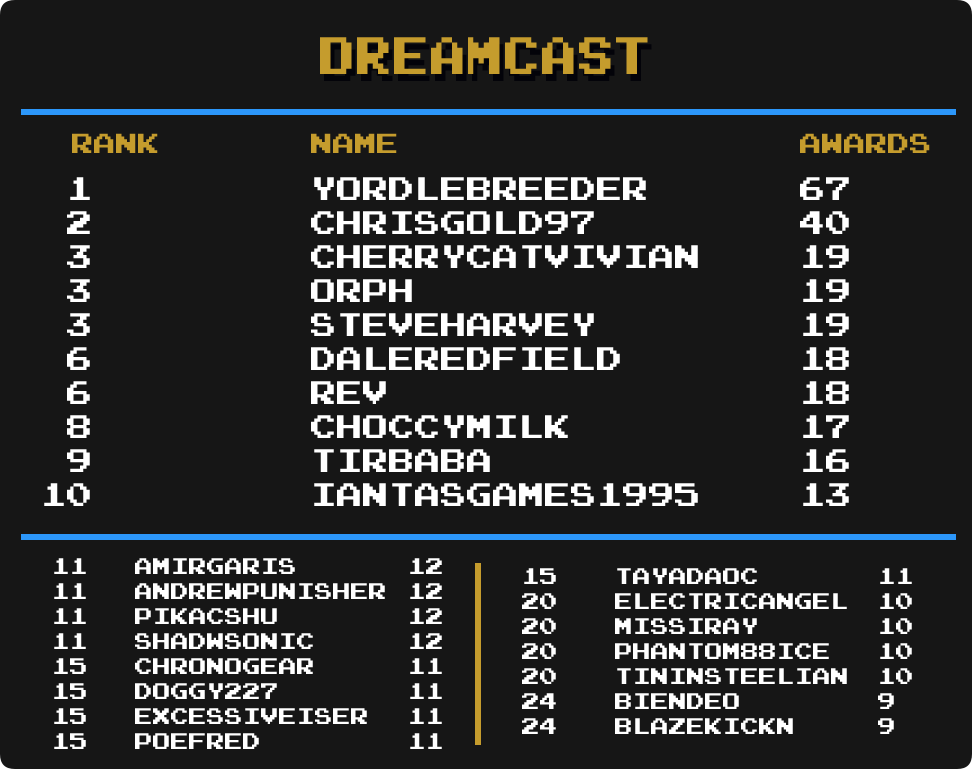 DREAMCAST
RANK NAME AWARDS
1 YORDLEBREEDER 67
2 CHRISGOLD97 40
3 CHERRYCATVIVIAN 19
3 ORPH 19
3 STEVEHARVEY 19
6 DALEREDFIELD 18
6 REV 18
8 CHOCCYMILK 17
9 TIRBABA 16
10 IANTASGAMES1995 13
11 AMIRGARIS 12
11 ANDREWPUNISHER 12
11 PIKACSHU 12
11 SHADWSONIC 12
15 CHRONOGEAR 11
15 DOGGY227 11
15 EXCESSIVEISER 11
15 POEFRED 11
15 TAYADAOC 11
20 ELECTRICANGEL 10
20 MISSIRAY 10
20 PHANTOM88ICE 10
20 TININSTEELIAN 10
24 BIENDEO 9
24 BLAZEKICKN 9